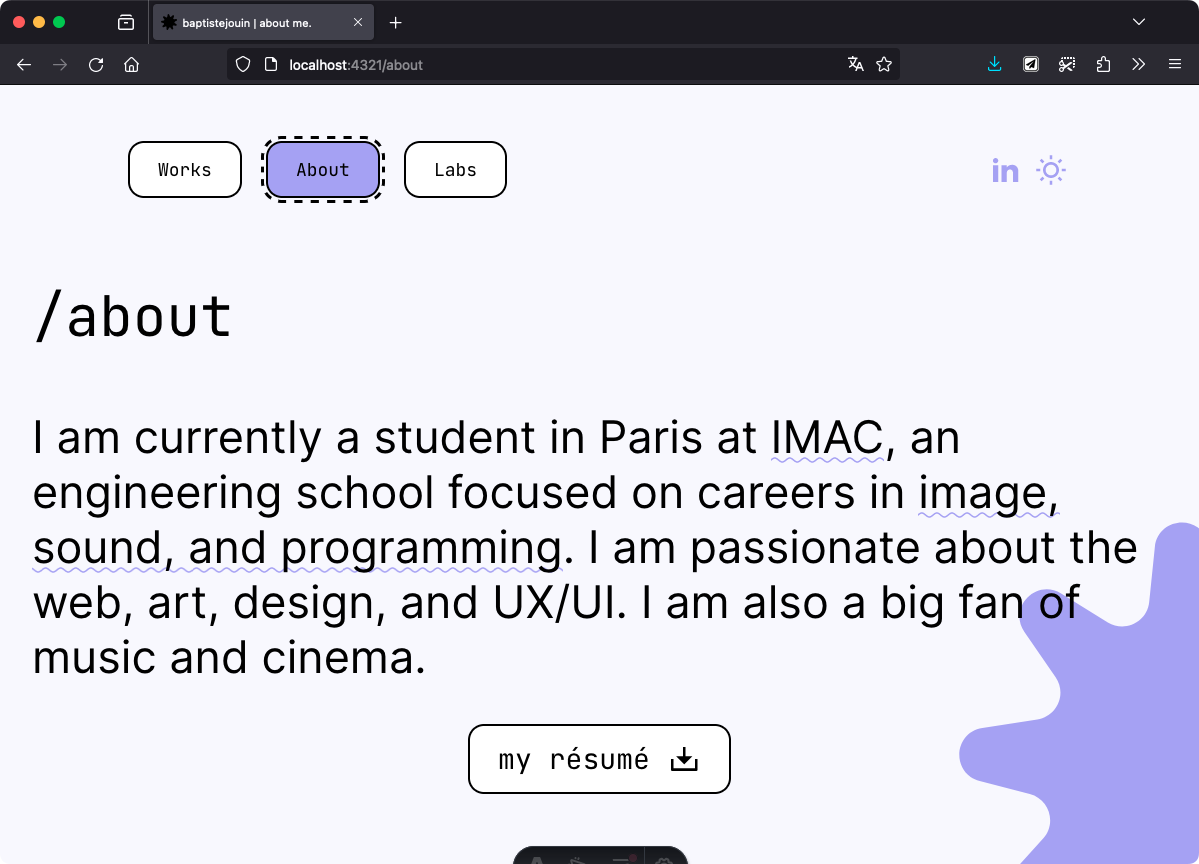 baptistejouin | about me.
localhost:4321/about
Works
About
Labs
in
/about
I am currently a student in Paris at IMAC, an
engineering school focused on careers in image,
sound, and programming. I am passionate about the
web, art, design, and UX/UI. I am also a big fan of
music and cinema.
my résumé